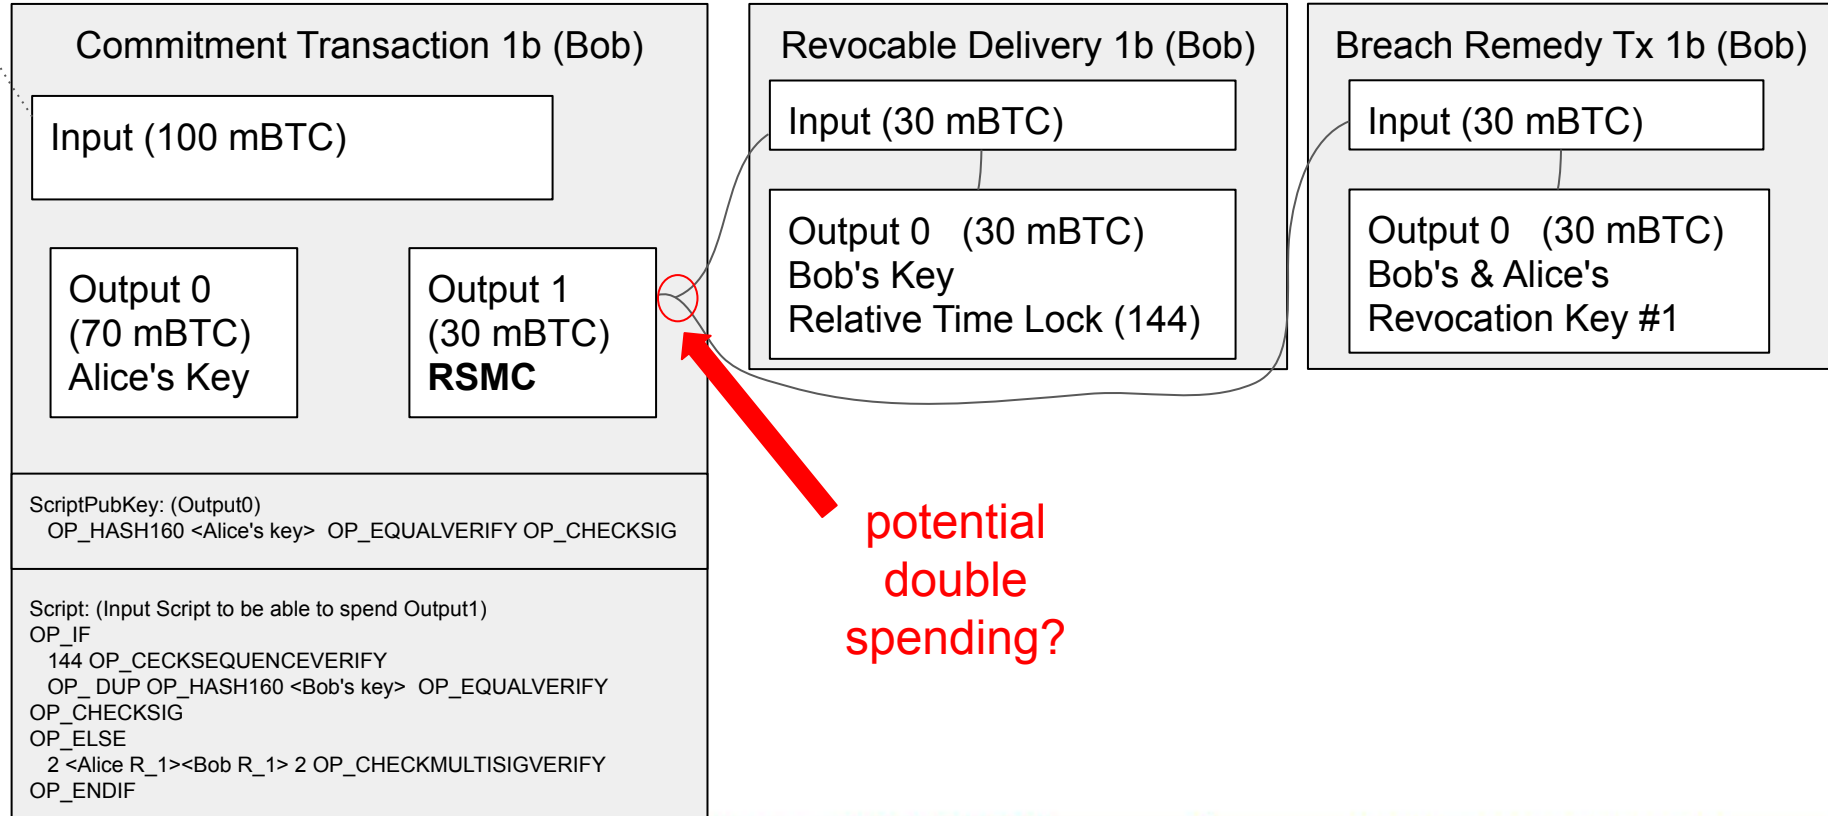 Commitment Transaction 1b (Bob)
Input (100 mBTC)
Output 0
(70 mBTC)
Alice's Key
Output 1
(30 mBTC)
RSMC
ScriptPubKey: (Output0)
OP_HASH160 <Alice's key> OP_EQUALVERIFY OP_CHECKSIG
Script: (Input Script to be able to spend Output1)
OP_IF
144 OP_CECKSEQUENCEVERIFY
OP_ DUP OP_HASH160 <Bob's key> OP_EQUALVERIFY
OP_CHECKSIG
OP_ELSE
2 <Alice R_1><Bob R_1> 2 OP_CHECKMULTISIGVERIFY
OP_ENDIF
Revocable Delivery 1b (Bob)
Input (30 mBTC)
Output 0 (30 mBTC)
Bob's Key
Relative Time Lock (144)
Breach Remedy Tx 1b (Bob)
Input (30 mBTC)
Output 0 (30 mBTC)
Bob's & Alice's
Revocation Key #1
potential
double
spending?